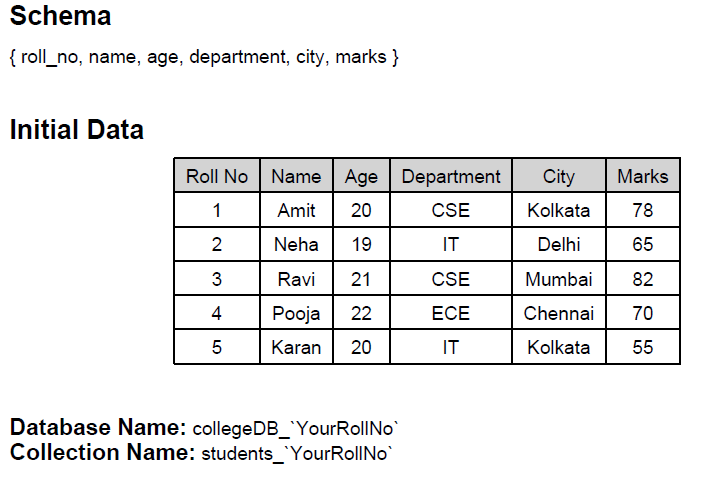 Schema
{ roll_no, name, age, department, city, marks }
Initial Data
Roll No Name Age Department City Marks
1 Amit 20 CSE Kolkata 78
2 Neha 19 IT Delhi 65
3 Ravi 21 CSE Mumbai 82
4 Pooja 22 ECE Chennai 70
5 Karan 20 IT Kolkata 55
Database Name: collegeDB_`YourRollNo`
Collection Name: students_`YourRollNo`